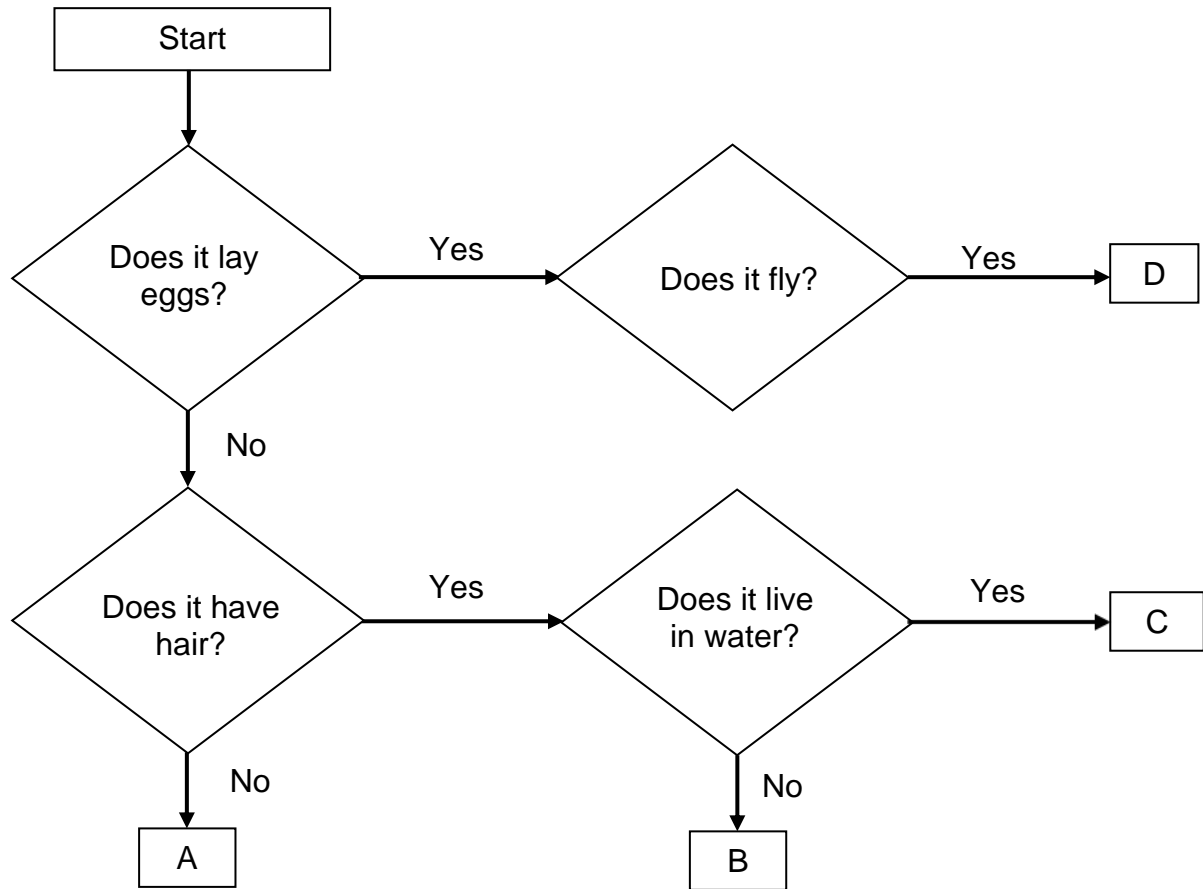 Start
Does it lay
eggs?
Yes
Does it fly?
Yes
D
No
Does it have
hair?
Yes
Does it live
in water?
Yes
C
No
A
No
B